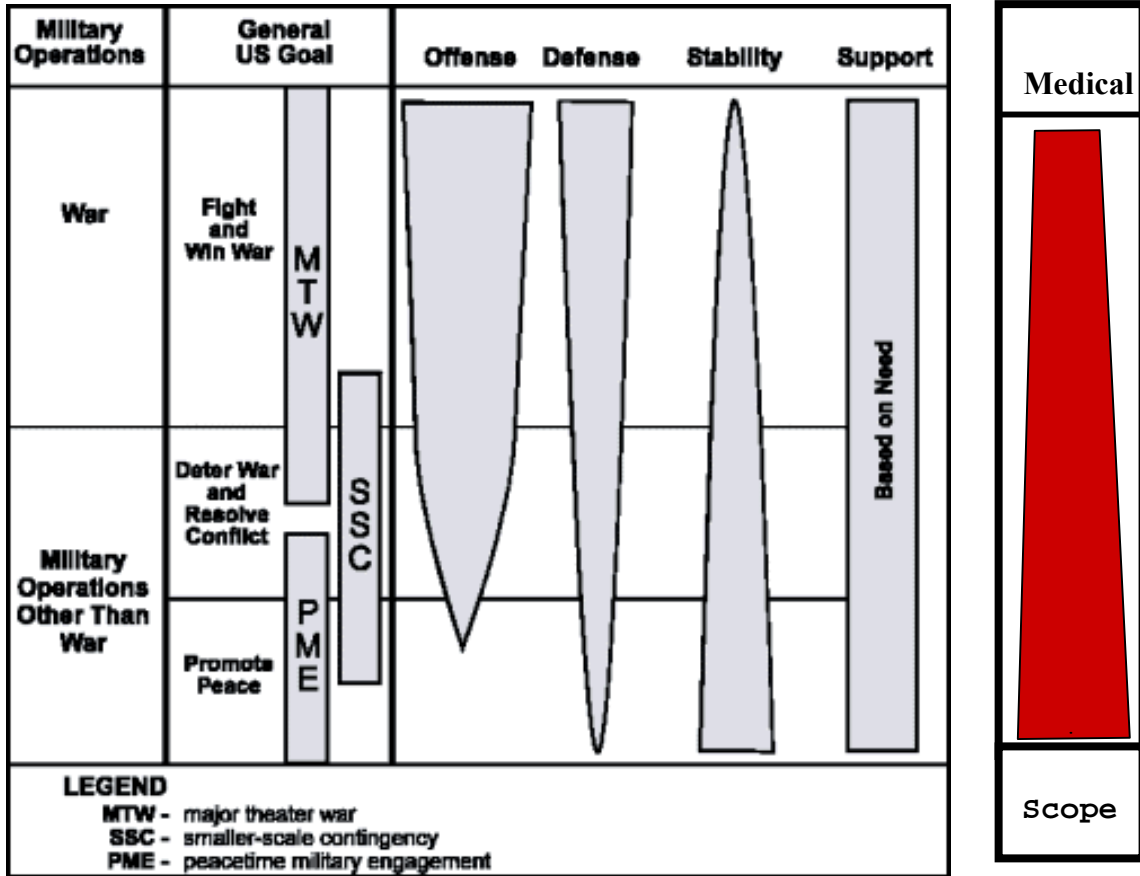 Military
Operations
General
US Goal
Offense
Defense
Stability
Support
Medical
War
Fight
and
Win War
M
T
W
Deter War
and
Resolve
Conflict
S
S
C
Based on Need
Military
Operations
Other Than
War
P
M
E
Promote
Peace
LEGEND
MTW - major theater war
SSC - smaller-scale contingency
PME - peacetime military engagement
Scope